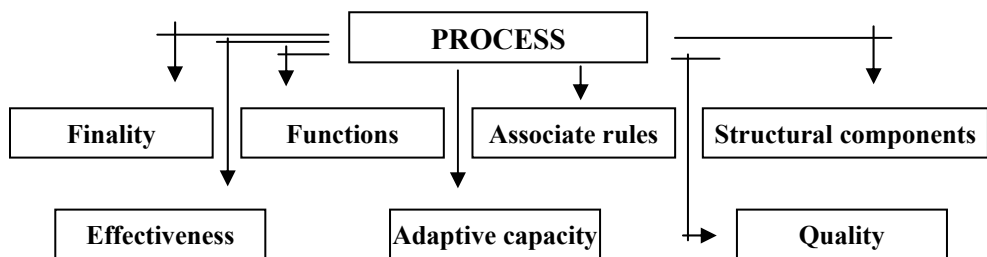 PROCESS
Finality
Functions
Associate rules
Structural components
Effectiveness
Adaptive capacity
Quality